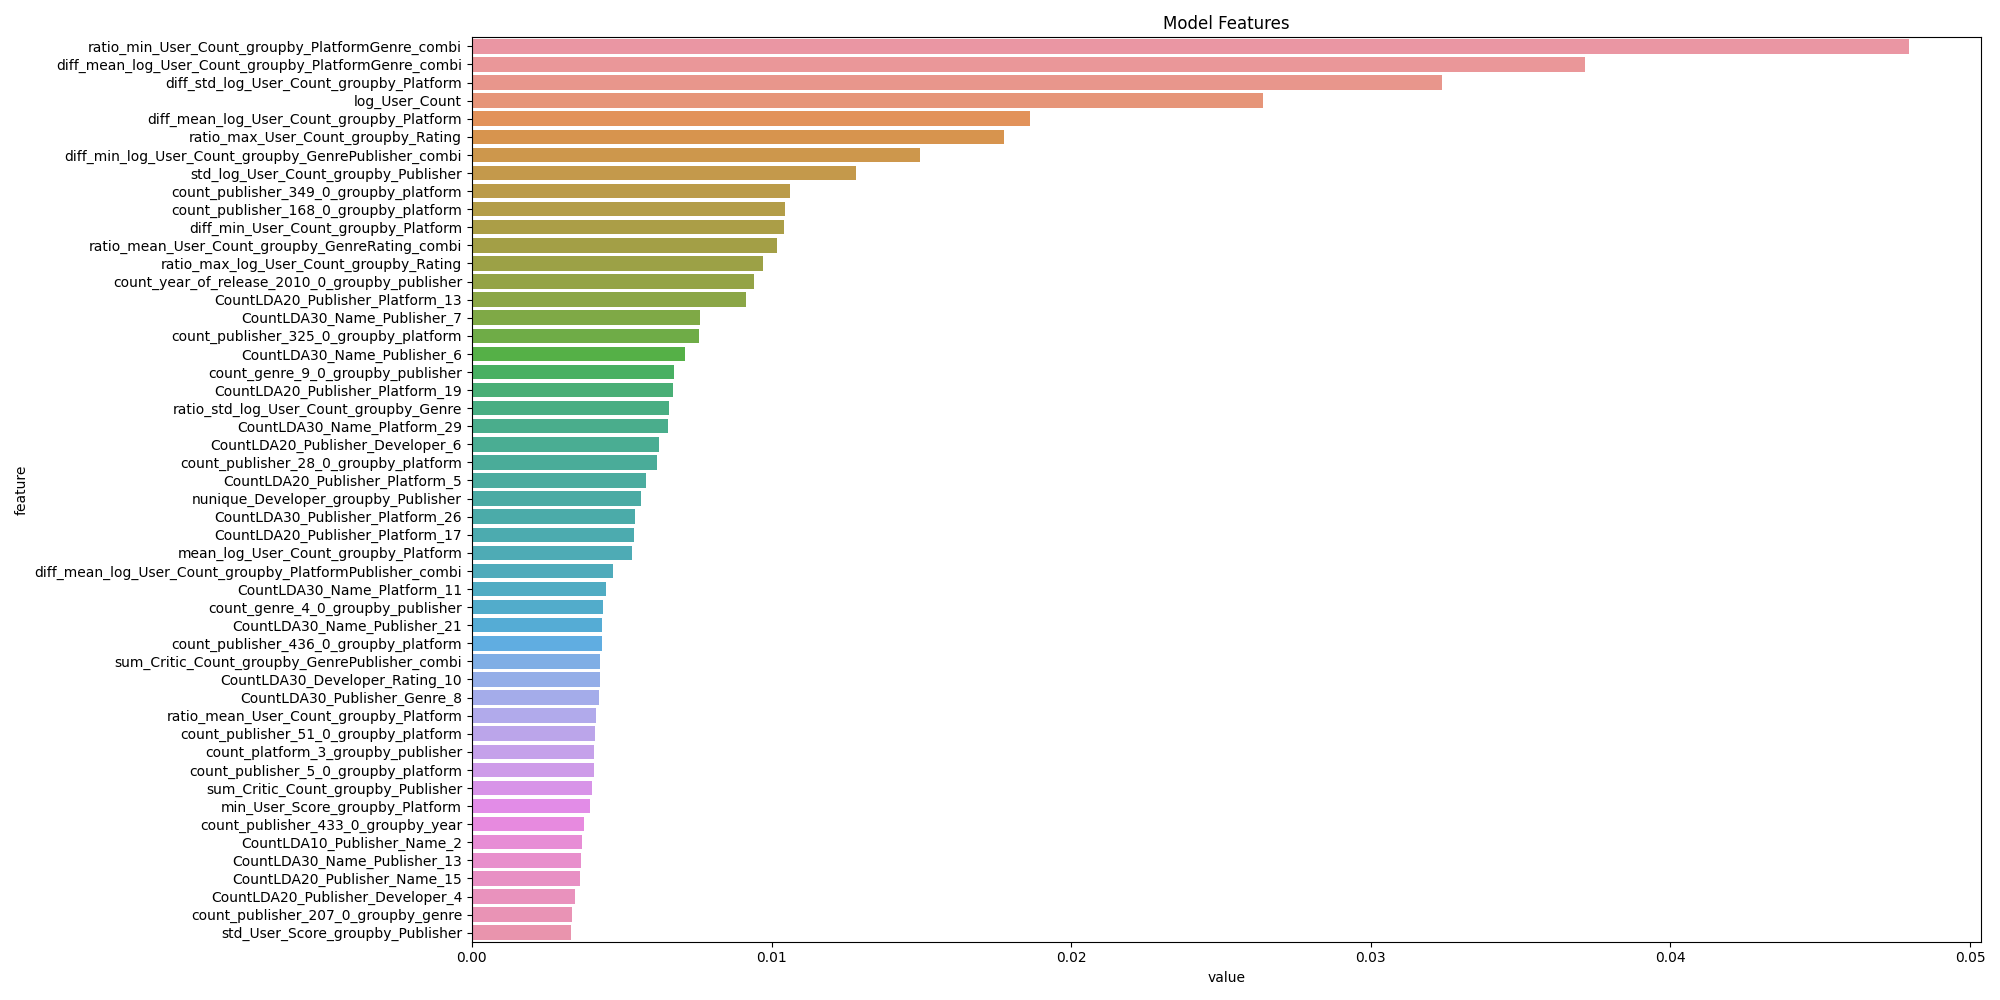 Model Features
ratio_min_User_Count_groupby_PlatformGenre_combi
diff_mean_log_User_Count_groupby_PlatformGenre_combi
diff_std_log_User_Count_groupby_Platform
log_User_Count
diff_mean_log_User_Count_groupby_Platform
ratio_max_User_Count_groupby_Rating
diff_min_log_User_Count_groupby_GenrePublisher_combi
std_log_User_Count_groupby_Publisher
count_publisher_349_0_groupby_platform
count_publisher_168_0_groupby_platform
diff_min_User_Count_groupby_Platform
ratio_mean_User_Count_groupby_GenreRating_combi
ratio_max_log_User_Count_groupby_Rating
count_year_of_release_2010_0_groupby_publisher
CountLDA20_Publisher_Platform_13
CountLDA30_Name_Publisher_7
count_publisher_325_0_groupby_platform
CountLDA30_Name_Publisher_6
count_genre_9_0_groupby_publisher
CountLDA20_Publisher_Platform_19
ratio_std_log_User_Count_groupby_Genre
CountLDA30_Name_Platform_29
CountLDA20_Publisher_Developer_6
count_publisher_28_0_groupby_platform
CountLDA20_Publisher_Platform_5
nunique_Developer_groupby_Publisher
CountLDA30_Publisher_Platform_26
CountLDA20_Publisher_Platform_17
mean_log_User_Count_groupby_Platform
diff_mean_log_User_Count_groupby_PlatformPublisher_combi
CountLDA30_Name_Platform_11
count_genre_4_0_groupby_publisher
CountLDA30_Name_Publisher_21
count_publisher_436_0_groupby_platform
sum_Critic_Count_groupby_GenrePublisher_combi
CountLDA30_Developer_Rating_10
CountLDA30_Publisher_Genre_8
ratio_mean_User_Count_groupby_Platform
count_publisher_51_0_groupby_platform
count_platform_3_groupby_publisher
count_publisher_5_0_groupby_platform
sum_Critic_Count_groupby_Publisher
min_User_Score_groupby_Platform
count_publisher_433_0_groupby_year
CountLDA10_Publisher_Name_2
CountLDA30_Name_Publisher_13
CountLDA20_Publisher_Name_15
CountLDA20_Publisher_Developer_4
count_publisher_207_0_groupby_genre
std_User_Score_groupby_Publisher
feature
0.00 0.01 0.02 0.03 0.04 0.05
value